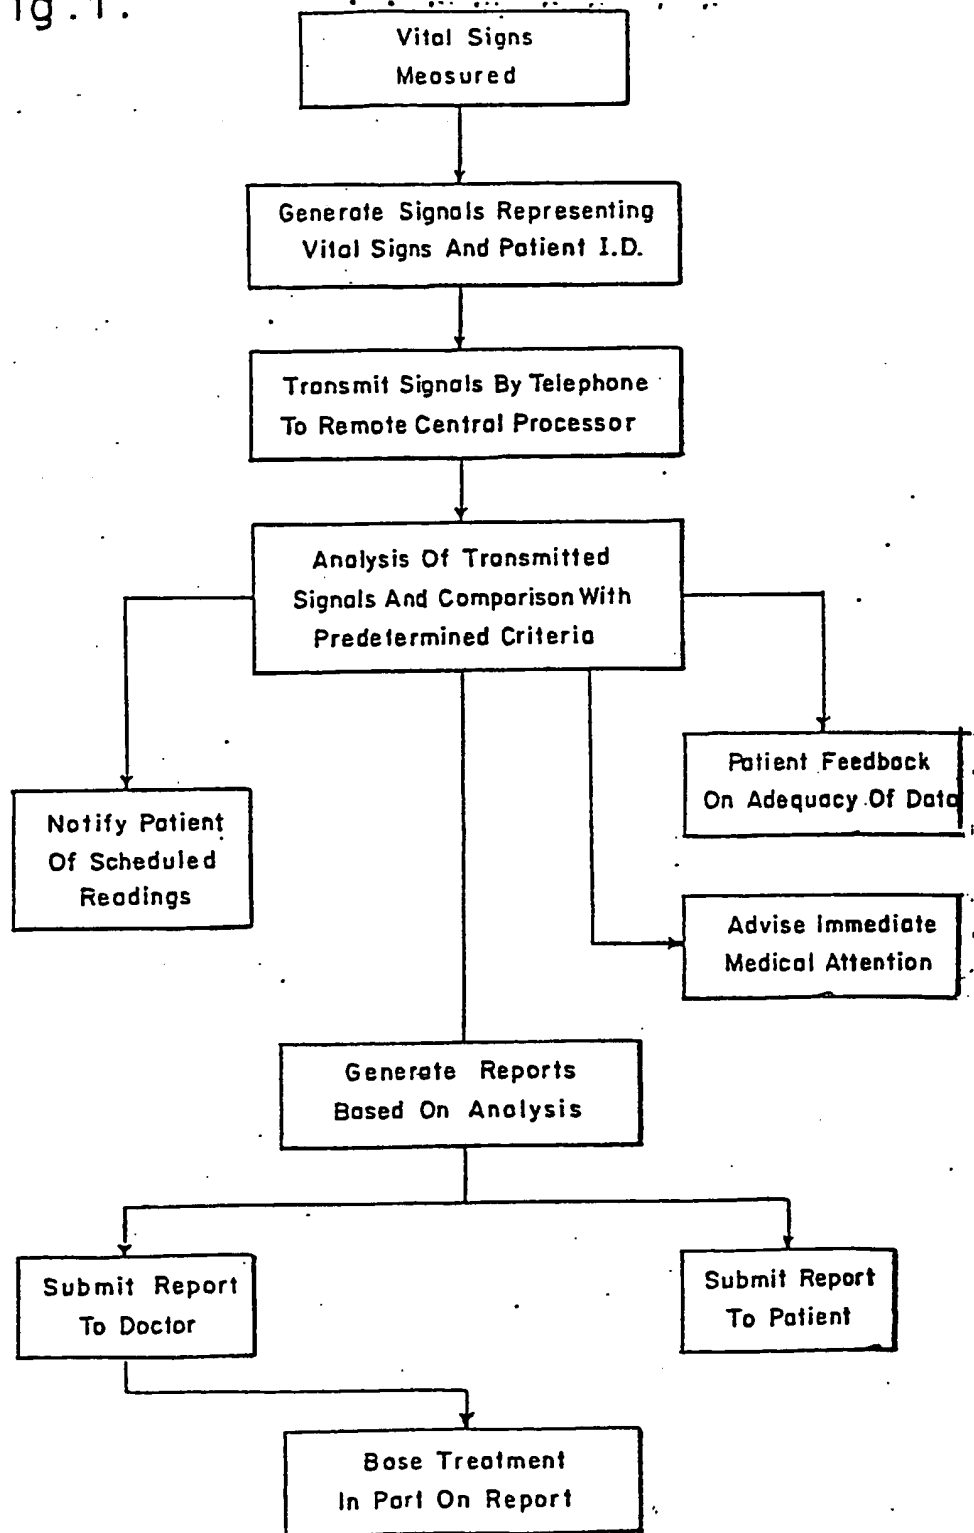 ig.1.
Vital Signs
Measured
Generate Signals Representing
Vital Signs And Patient I.D.
Transmit Signals By Telephone
To Remote Central Processor
Analysis Of Transmitted
Signals And Comparison With
Predetermined Criteria
Patient Feedback
On Adequacy Of Data
Notify Patient
Of Scheduled
Readings
Advise Immediate
Medical Attention
Generate Reports
Based On Analysis
Submit Report
To Doctor
Submit Report
To Patient
Base Treatment
In Part On Report